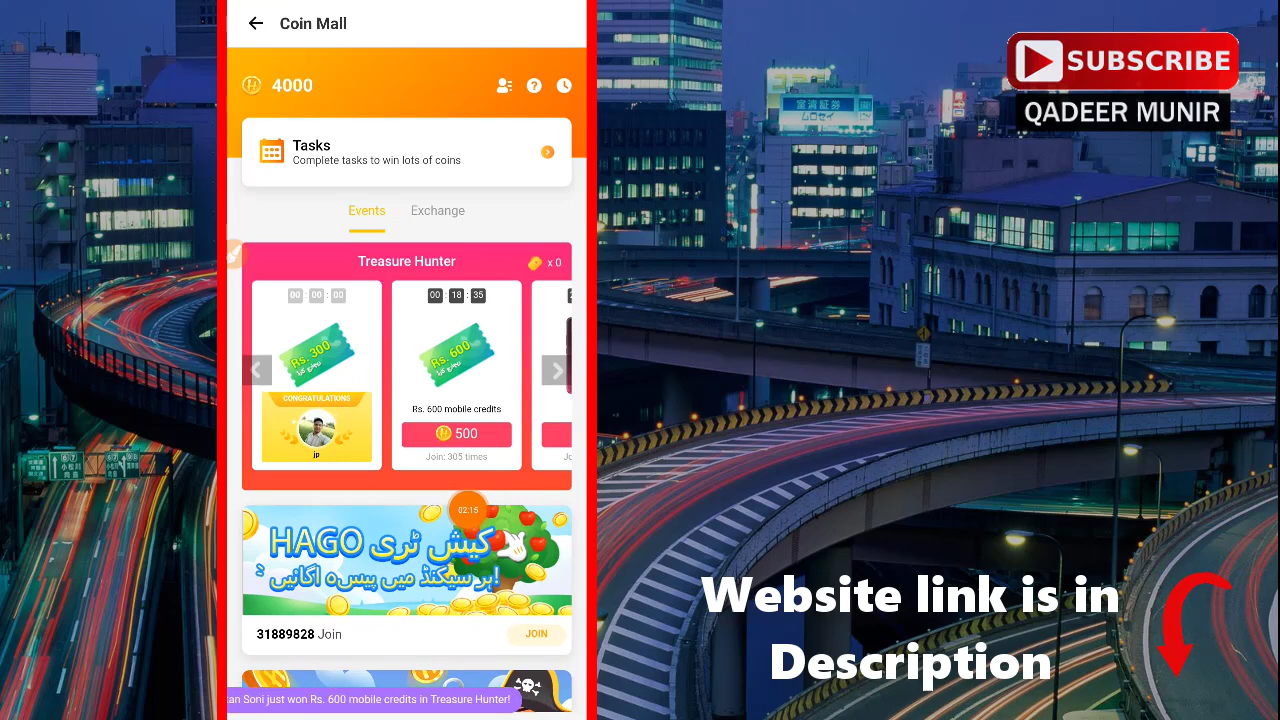 Coin Mall
4000
Tasks
Complete tasks to win lots of coins
Events
Exchange
Treasure Hunter
x 0
00 : 00 : 00
00 : 18 : 35
Rs. 300
Rs. 600
CONGRATULATIONS
jp
Rs. 600 mobile credits
500
Join: 305 times
02:15
HAGO کیش ٹری
ہر سیکنڈ میں پیسہ اگائیں!
31889828 Join
JOIN
Soni just won Rs. 600 mobile credits in Treasure Hunter!
SUBSCRIBE
QADEER MUNIR
Website link is in
Description